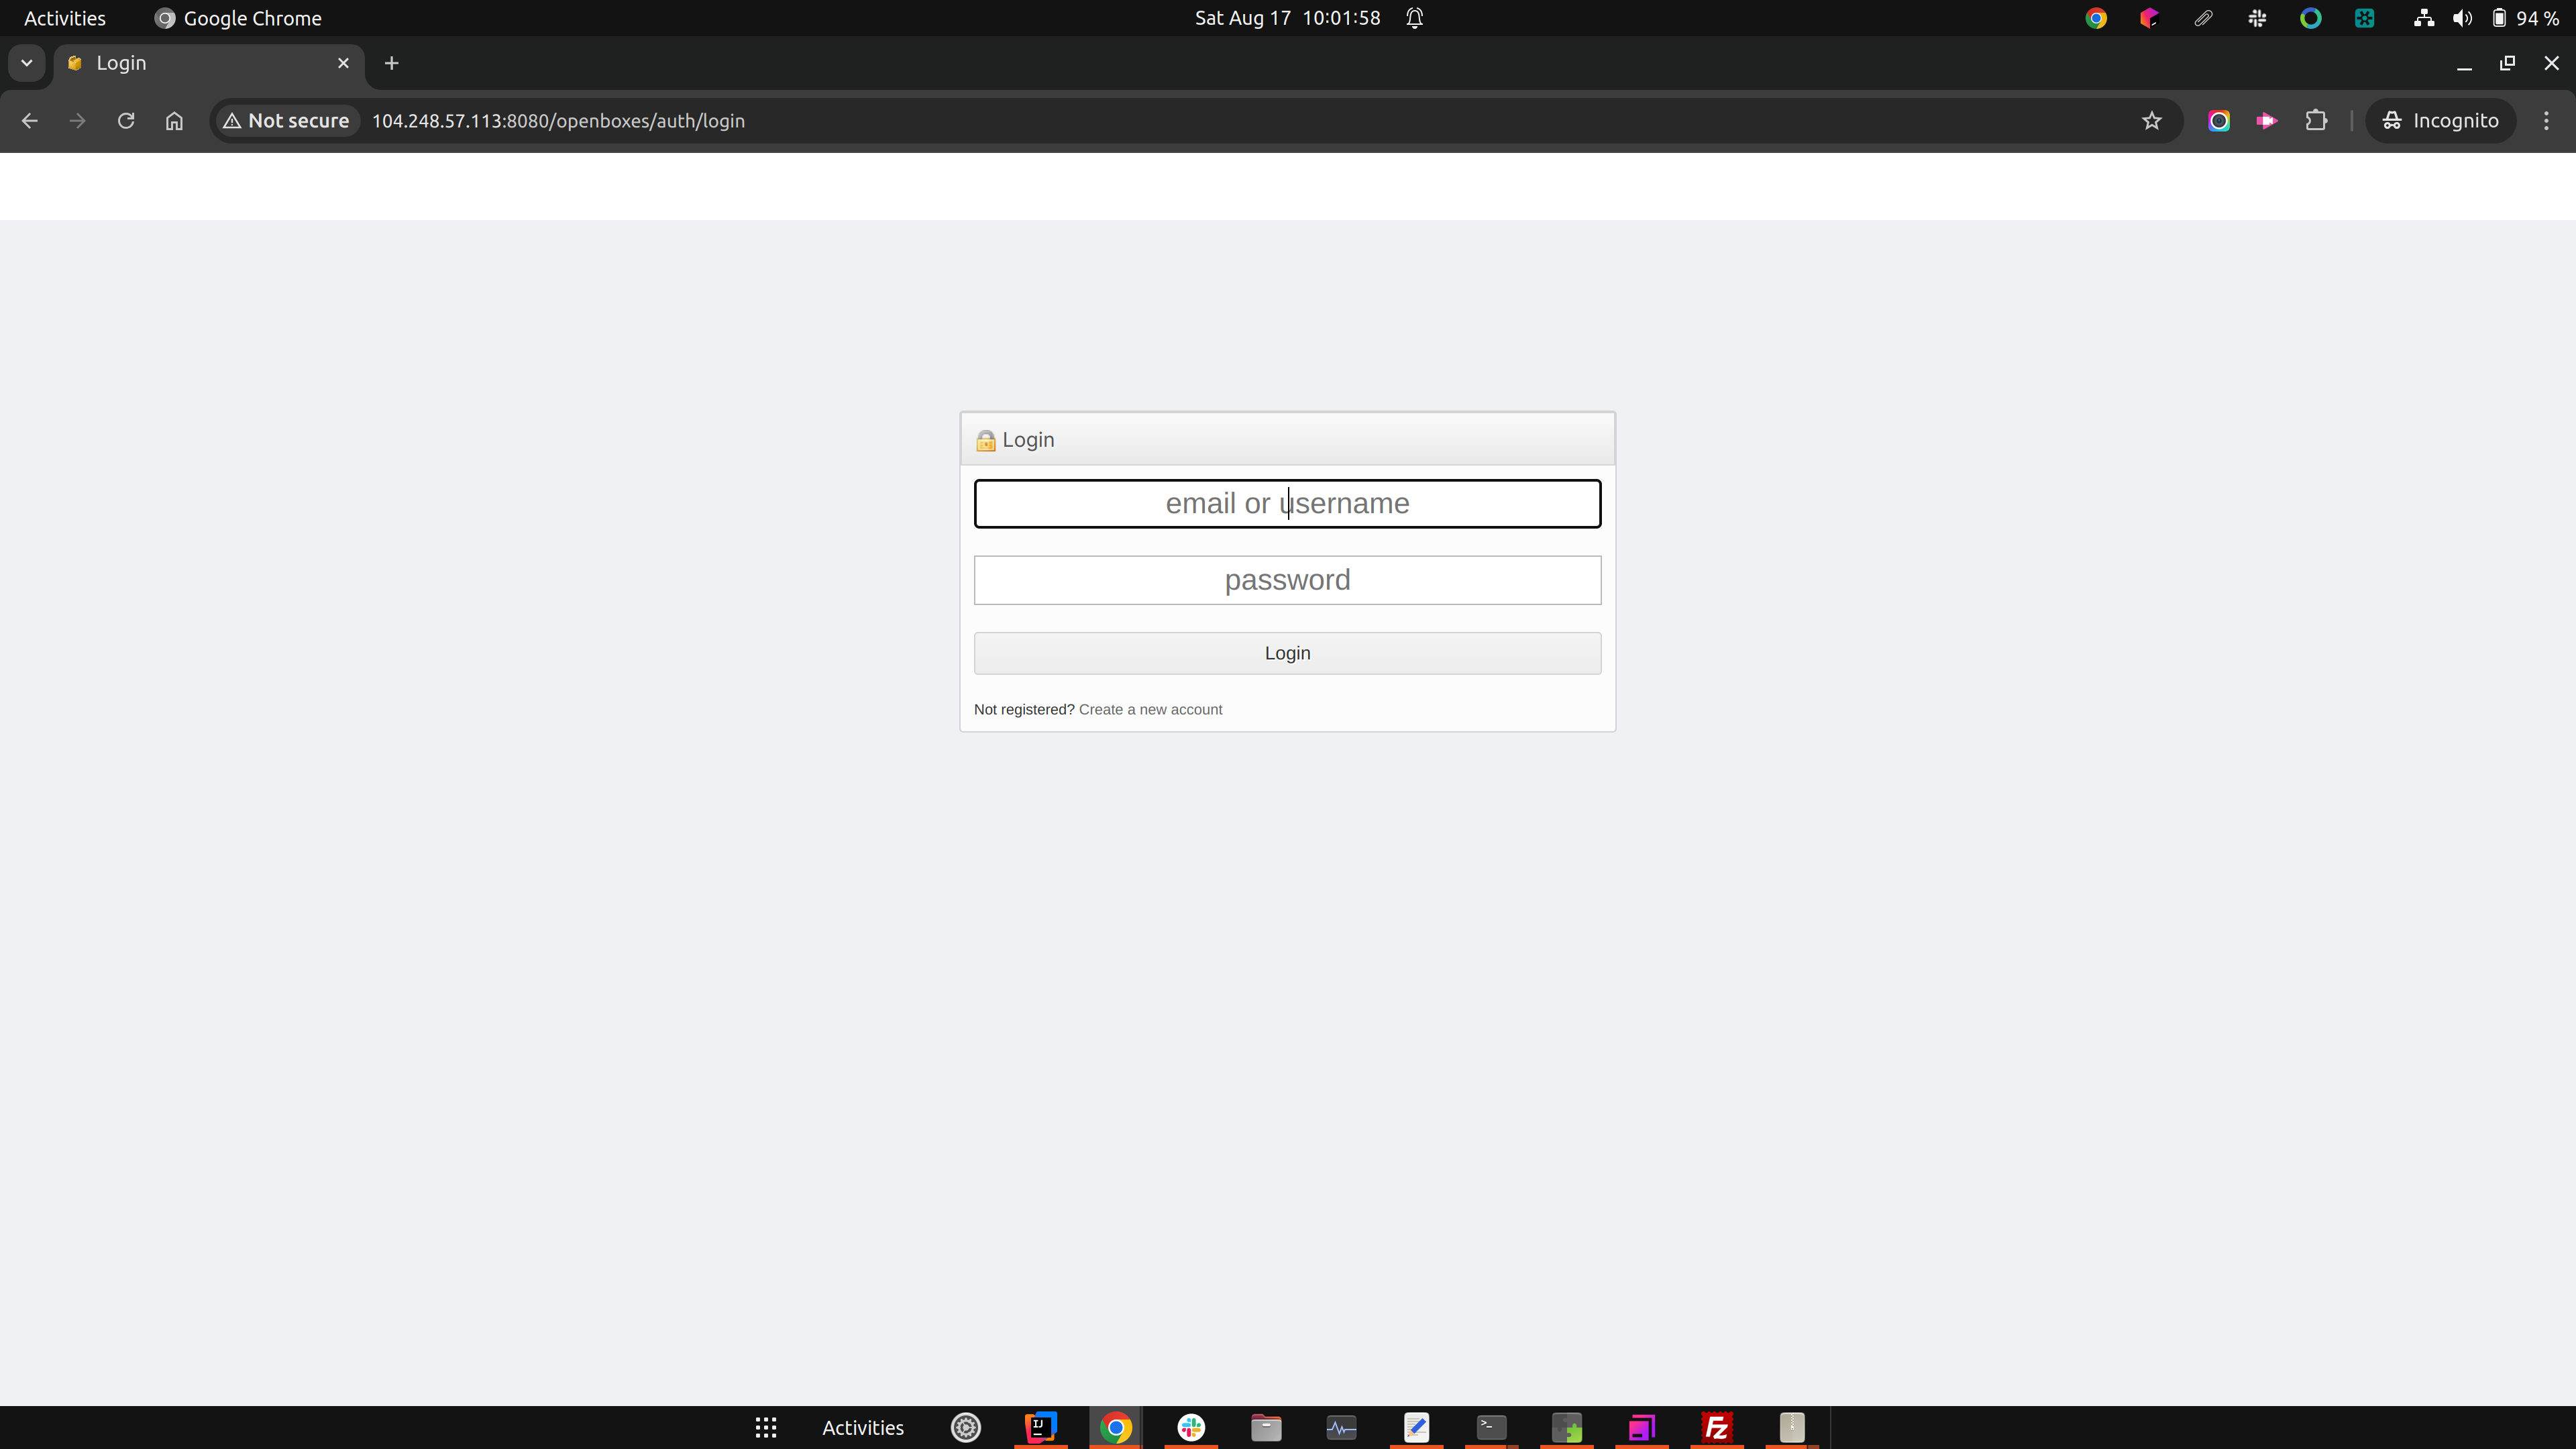 Activities Google Chrome Sat Aug 17 10:01:58 94 %
Login
Not secure 104.248.57.113:8080/openboxes/auth/login Incognito
Login
email or username
password
Login
Not registered? Create a new account
Activities